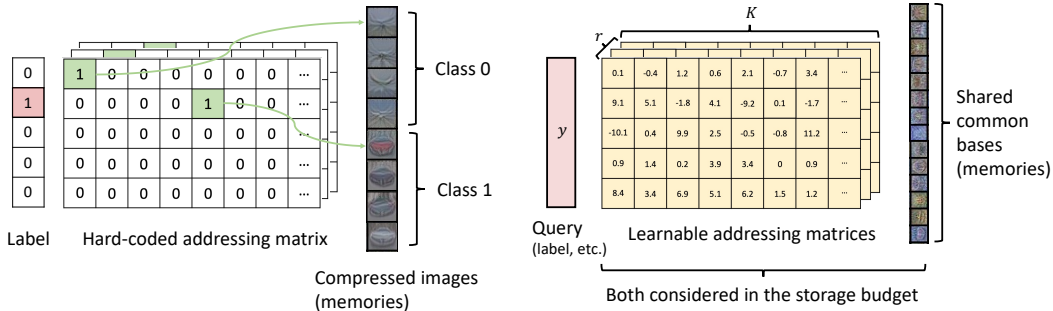 0
1
0
0
0
Label
1 0 0 0 0 0 0 ...
0 0 0 0 1 0 0 ...
0 0 0 0 0 0 0 ...
0 0 0 0 0 0 0 ...
0 0 0 0 0 0 0 ...
Hard-coded addressing matrix
Class 0
Class 1
Compressed images
(memories)
y
Query
(label, etc.)
r
K
0.1 -0.4 1.2 0.6 2.1 -0.7 3.4 ...
9.1 5.1 -1.8 4.1 -9.2 0.1 -1.7 ...
-10.1 0.4 9.9 2.5 -0.5 -0.8 11.2 ...
0.9 1.4 0.2 3.9 3.4 0 0.9 ...
8.4 3.4 6.9 5.1 6.2 1.5 1.2 ...
Learnable addressing matrices
Shared
common
bases
(memories)
Both considered in the storage budget